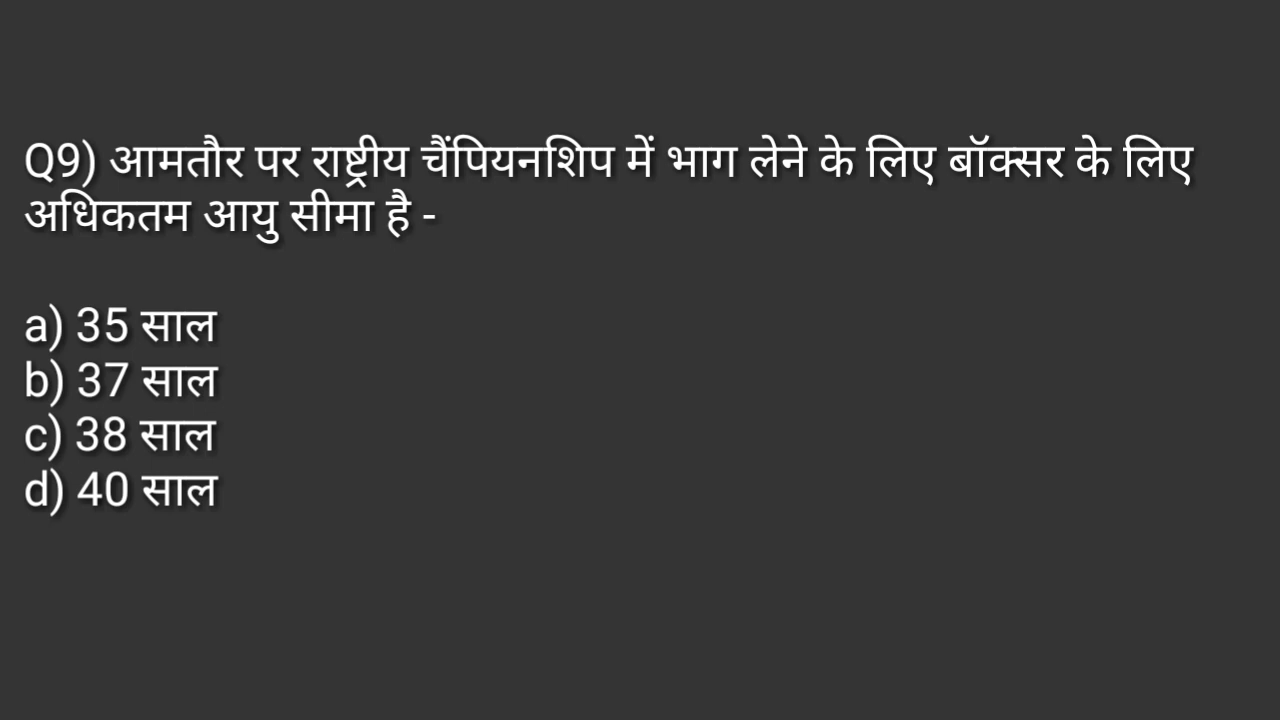 Q9) आमतौर पर राष्ट्रीय चैंपियनशिप में भाग लेने के लिए बॉक्सर के लिए
अधिकतम आयु सीमा है -
a) 35 साल
b) 37 साल
c) 38 साल
d) 40 साल